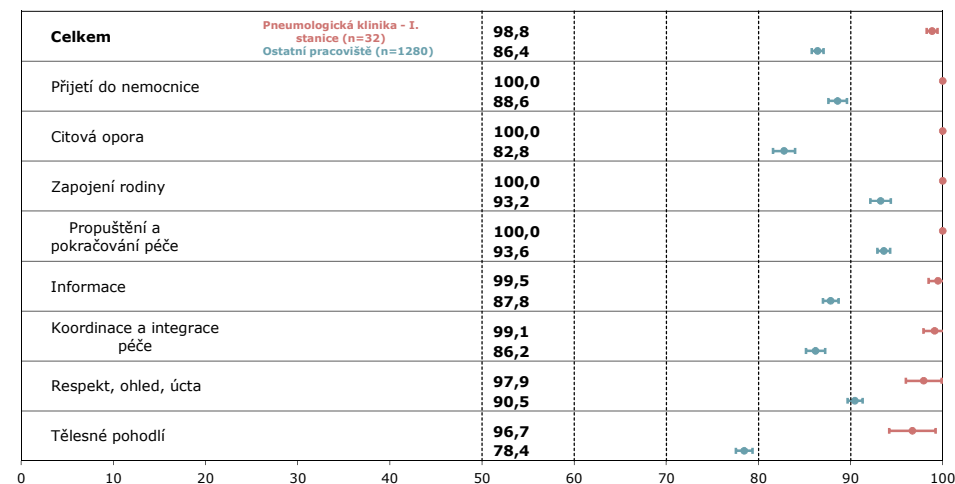 Celkem
Pneumologická klinika - I.
stanice (n=32)
Ostatní pracoviště (n=1280)
98,8
86,4
Přijetí do nemocnice
100,0
88,6
Citová opora
100,0
82,8
Zapojení rodiny
100,0
93,2
Propuštění a
pokračování péče
100,0
93,6
Informace
99,5
87,8
Koordinace a integrace
péče
99,1
86,2
Respekt, ohled, úcta
97,9
90,5
Tělesné pohodlí
96,7
78,4
0 10 20 30 40 50 60 70 80 90 100